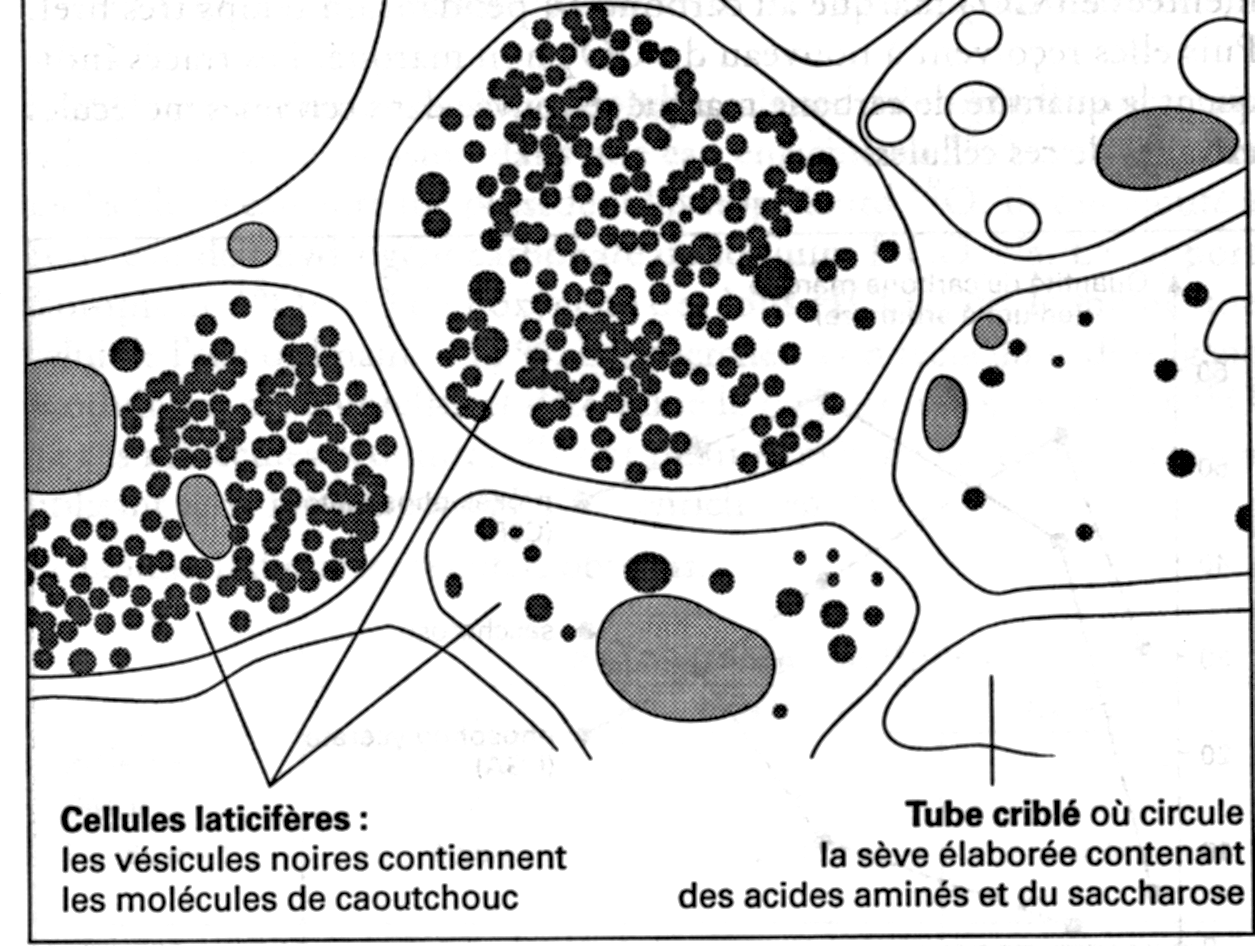 Cellules laticifères :
les vésicules noires contiennent
les molécules de caoutchouc
Tube criblé où circule
la sève élaborée contenant
des acides aminés et du saccharose